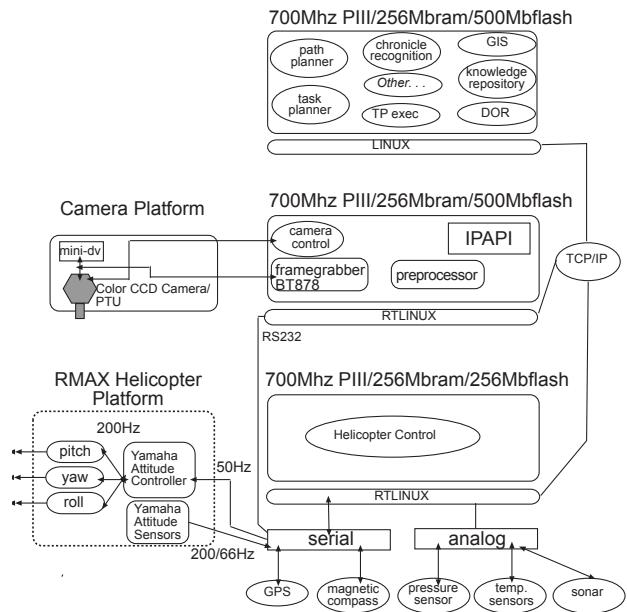 700Mhz PIII/256Mbram/500Mbflash
path
planner
chronicle
recognition
GIS
Other. . .
knowledge
repository
task
planner
TP exec
DOR
LINUX
Camera Platform
700Mhz PIII/256Mbram/500Mbflash
mini-dv
Color CCD Camera/
PTU
camera
control
IPAPI
framegrabber
BT878
preprocessor
TCP/IP
RTLINUX
RS232
RMAX Helicopter
Platform
700Mhz PIII/256Mbram/256Mbflash
200Hz
pitch
yaw
roll
Yamaha
Attitude
Controller
50Hz
Yamaha
Attitude
Sensors
200/66Hz
Helicopter Control
RTLINUX
serial
analog
GPS
magnetic
compass
pressure
sensor
temp.
sensors
sonar